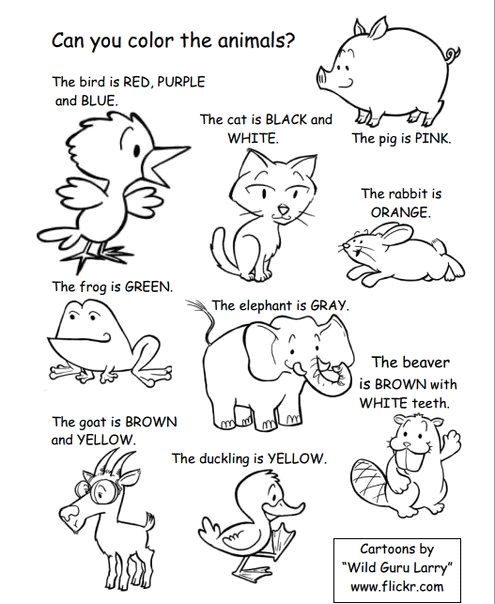 Can you color the animals?
The bird is RED, PURPLE
and BLUE.
The cat is BLACK and
WHITE.
The pig is PINK.
The rabbit is
ORANGE.
The frog is GREEN.
The elephant is GRAY.
The beaver
is BROWN with
WHITE teeth.
The goat is BROWN
and YELLOW.
The duckling is YELLOW.
Cartoons by
"Wild Guru Larry"
www.flickr.com